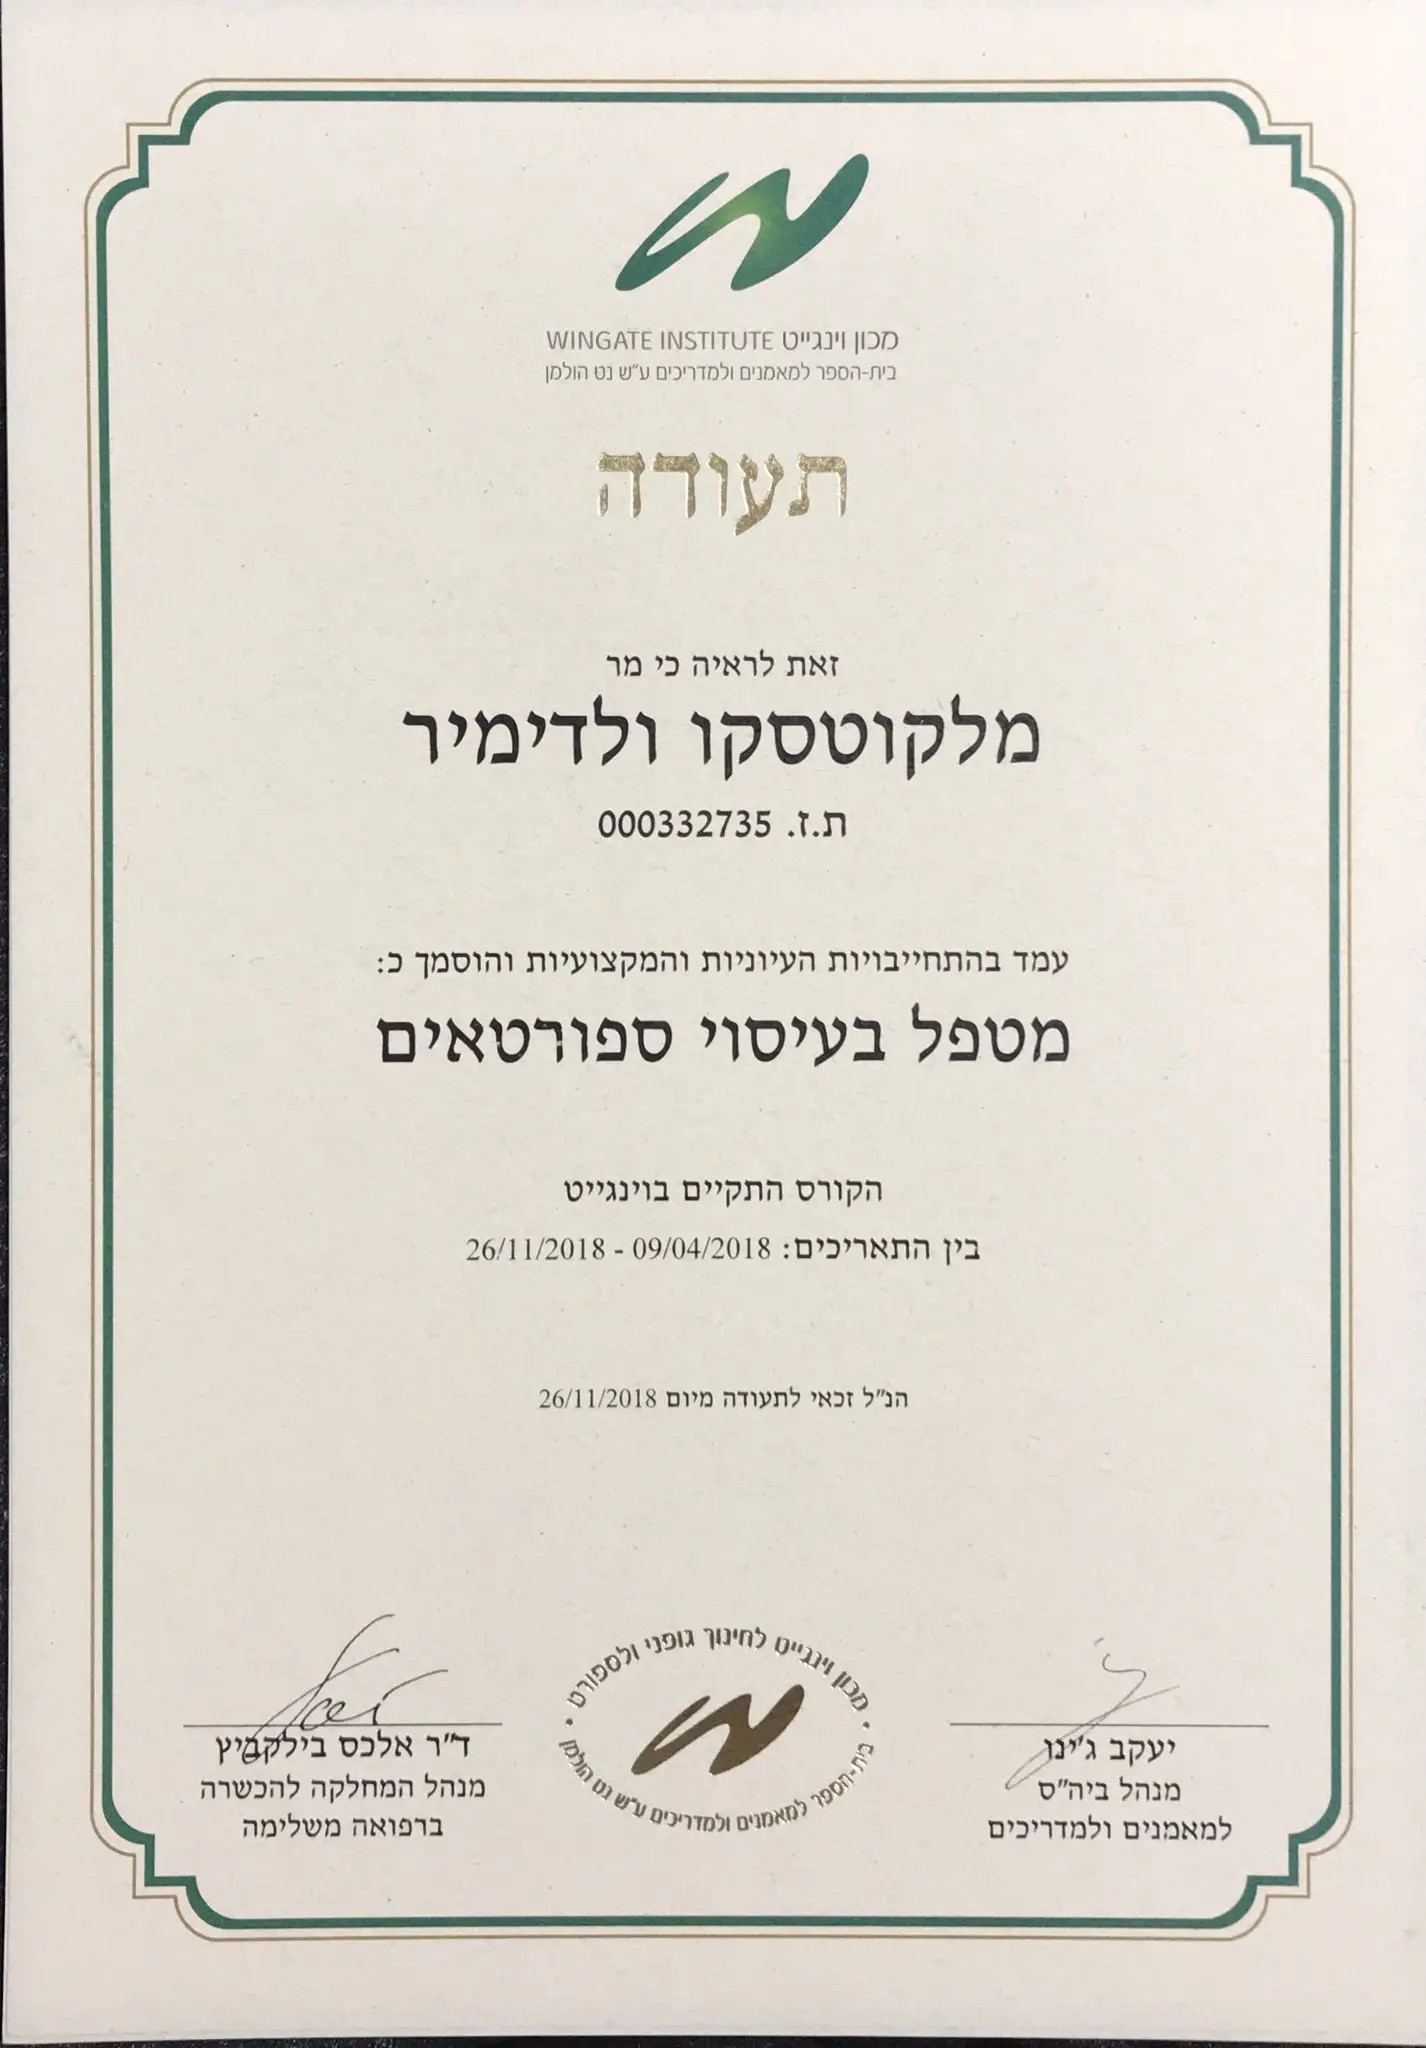 מכון וינגייט WINGATE INSTITUTE
בית-הספר למאמנים ולמדריכים ע"ש נט הולמן
תעודה
זאת לראיה כי מר
מלקוטסקו ולדימיר
ת.ז. 000332735
עמד בהתחייבויות העיוניות והמקצועיות והוסמך כ:
מטפל בעיסוי ספורטאים
הקורס התקיים בוינגייט
בין התאריכים: 09/04/2018 - 26/11/2018
הנ"ל זכאי לתעודה מיום 26/11/2018
יעקב ג'ינו
מנהל ביה"ס
למאמנים ולמדריכים
מכון וינגייט לחינוך גופני ולספורט
בית-הספר למאמנים ולמדריכים ע"ש נט הולמן
ד"ר אלכס בילקביץ
מנהל המחלקה להכשרה
ברפואה משלימה